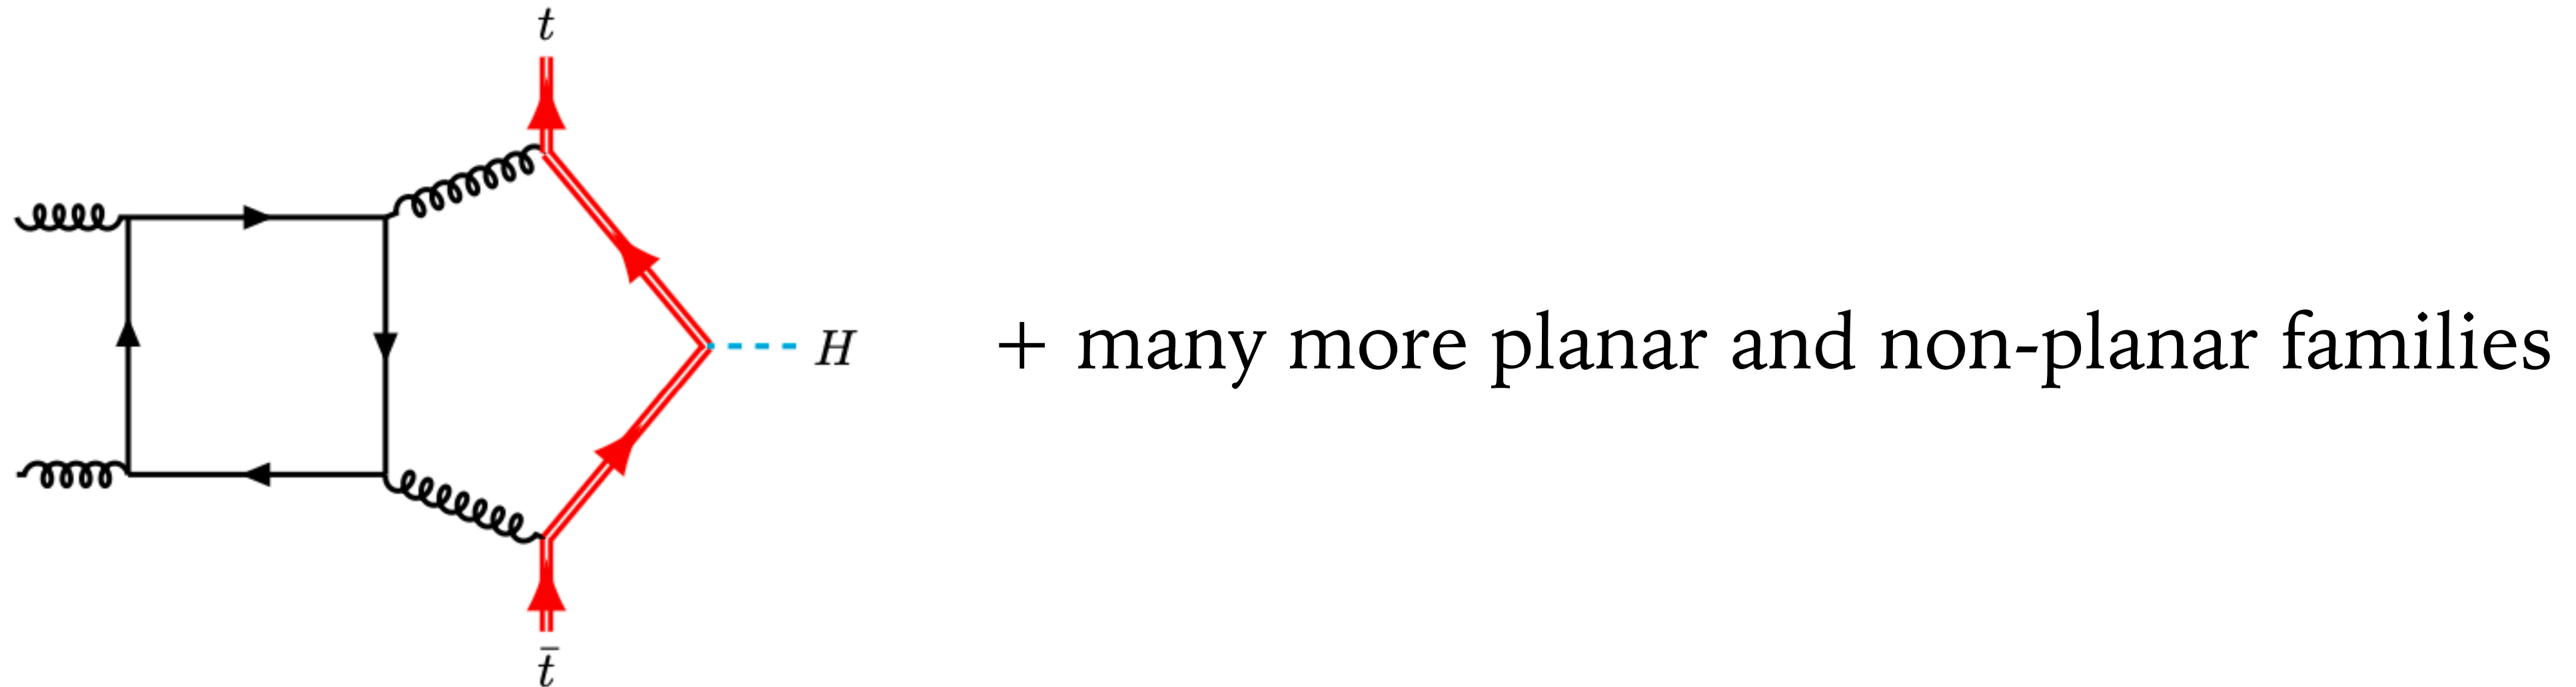 t
H + many more planar and non-planar families
t̄